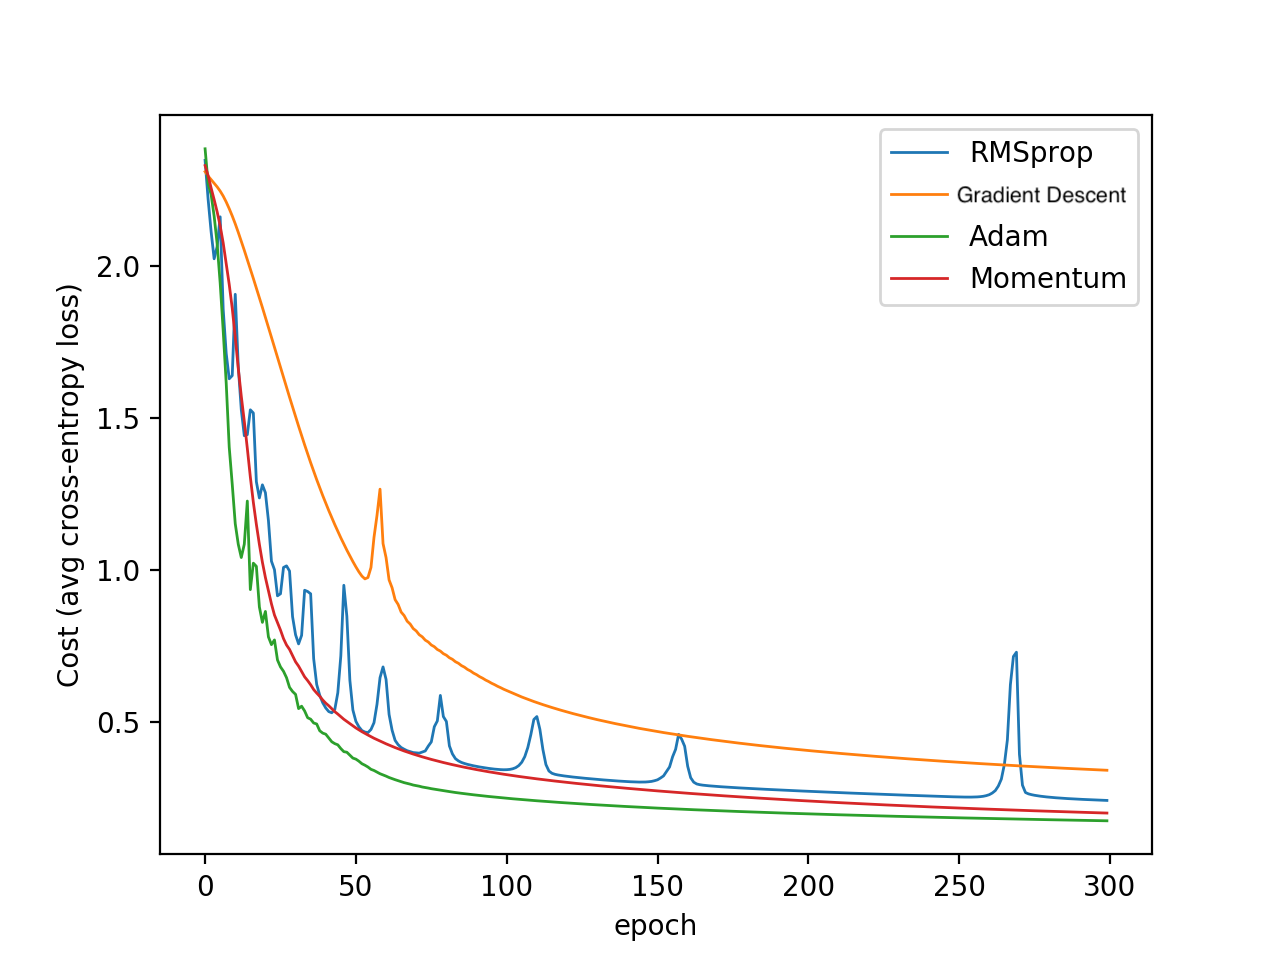 RMSprop
Gradient Descent
Adam
Momentum
2.0
1.5
1.0
0.5
Cost (avg cross-entropy loss)
0 50 100 150 200 250 300
epoch